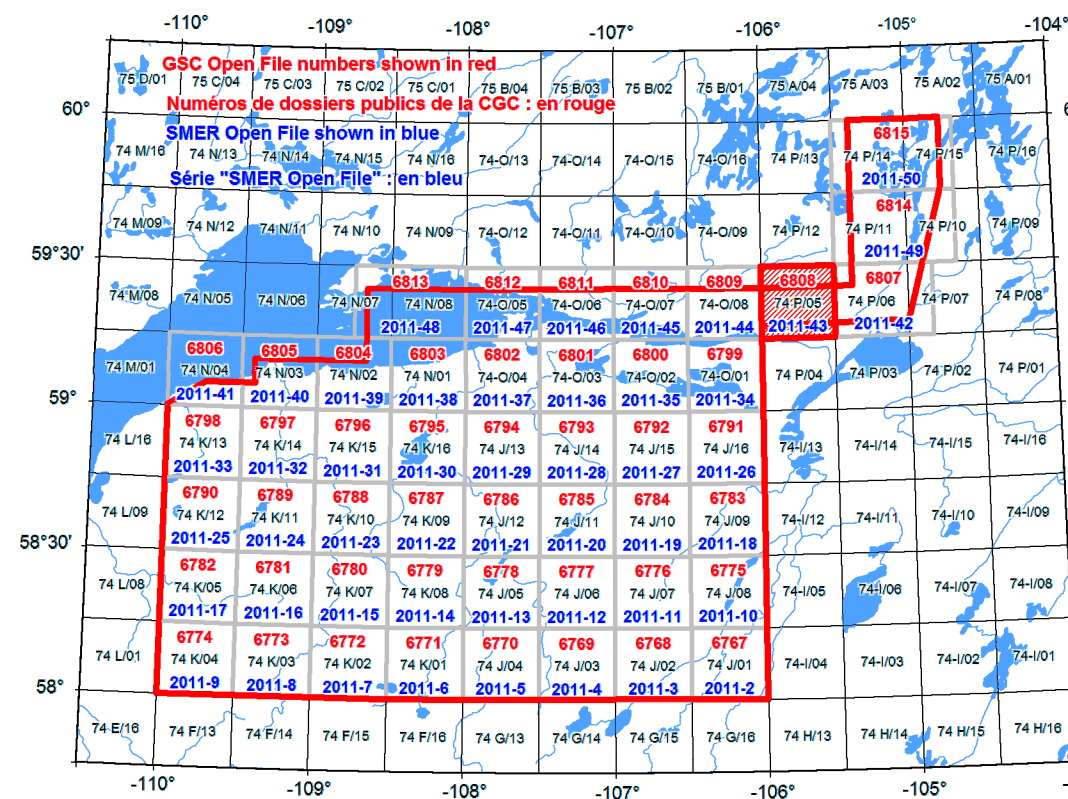 -110° -109° -108° -107° -106° -105° -104°
GSC Open File numbers shown in red
75 D/01 75 C/04 75 C/03 75 C/02 75 C/01 75 B/04 75 B/03 75 B/02 75 B/01 75 A/04 75 A/03 75 A/02 75 A/01
60°
Numéros de dossiers publics de la CGC : en rouge
SMER Open File shown in blue
6815
74 M/16 74 N/13 74 N/14 74 N/15 74 N/16 74-O/13 74-O/14 74-O/15 74-O/16 74 P/13 74 P/14 74 P/15 74 P/16
Série "SMER Open File" : en bleu
2011-50
6814
74 M/09 74 N/12 74 N/11 74 N/10 74 N/09 74-O/12 74-O/11 74-O/10 74-O/09 74 P/12 74 P/11 74 P/10 74 P/09
59°30'
2011-49
6813 6812 6811 6810 6809 6808 6807
74 M/08 74 N/05 74 N/06 74 N/07 74 N/08 74-O/05 74-O/06 74-O/07 74-O/08 74 P/05 74 P/06 74 P/07 74 P/08
2011-48 2011-47 2011-46 2011-45 2011-44 2011-43 2011-42
6806 6805 6804 6803 6802 6801 6800 6799
74 M/01 74 N/04 74 N/03 74 N/02 74 N/01 74-O/04 74-O/03 74-O/02 74-O/01 74 P/04 74 P/03 74 P/02 74 P/01
59°
2011-41 2011-40 2011-39 2011-38 2011-37 2011-36 2011-35 2011-34
6798 6797 6796 6795 6794 6793 6792 6791
74 L/16 74 K/13 74 K/14 74 K/15 74 K/16 74 J/13 74 J/14 74 J/15 74 J/16 74-I/13 74-I/14 74-I/15 74-I/16
2011-33 2011-32 2011-31 2011-30 2011-29 2011-28 2011-27 2011-26
6790 6789 6788 6787 6786 6785 6784 6783
74 L/09 74 K/12 74 K/11 74 K/10 74 K/09 74 J/12 74 J/11 74 J/10 74 J/09 74-I/12 74-I/11 74-I/10 74-I/09
58°30'
2011-25 2011-24 2011-23 2011-22 2011-21 2011-20 2011-19 2011-18
6782 6781 6780 6779 6778 6777 6776 6775
74 L/08 74 K/05 74 K/06 74 K/07 74 K/08 74 J/05 74 J/06 74 J/07 74 J/08 74-I/05 74-I/06 74-I/07 74-I/08
2011-17 2011-16 2011-15 2011-14 2011-13 2011-12 2011-11 2011-10
6774 6773 6772 6771 6770 6769 6768 6767
74 L/01 74 K/04 74 K/03 74 K/02 74 K/01 74 J/04 74 J/03 74 J/02 74 J/01 74-I/04 74-I/03 74-I/02 74-I/01
58°
2011-9 2011-8 2011-7 2011-6 2011-5 2011-4 2011-3 2011-2
74 E/16 74 F/13 74 F/14 74 F/15 74 F/16 74 G/13 74 G/14 74 G/15 74 G/16 74 H/13 74 H/14 74 H/15 74 H/16
-110° -109° -108° -107° -106° -105°